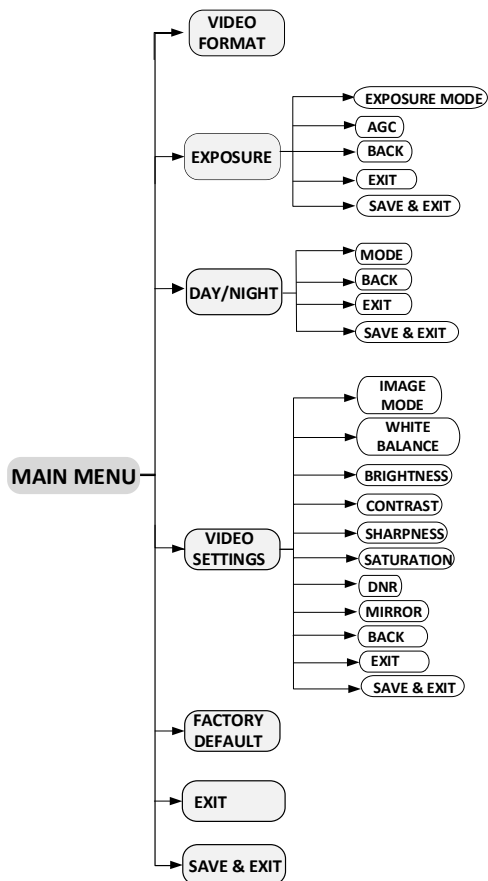 VIDEO
FORMAT
EXPOSURE MODE
AGC
EXPOSURE
BACK
EXIT
SAVE & EXIT
MODE
DAY/NIGHT
BACK
EXIT
SAVE & EXIT
IMAGE
MODE
WHITE
BALANCE
MAIN MENU
BRIGHTNESS
CONTRAST
VIDEO
SETTINGS
SHARPNESS
SATURATION
DNR
MIRROR
BACK
EXIT
SAVE & EXIT
FACTORY
DEFAULT
EXIT
SAVE & EXIT